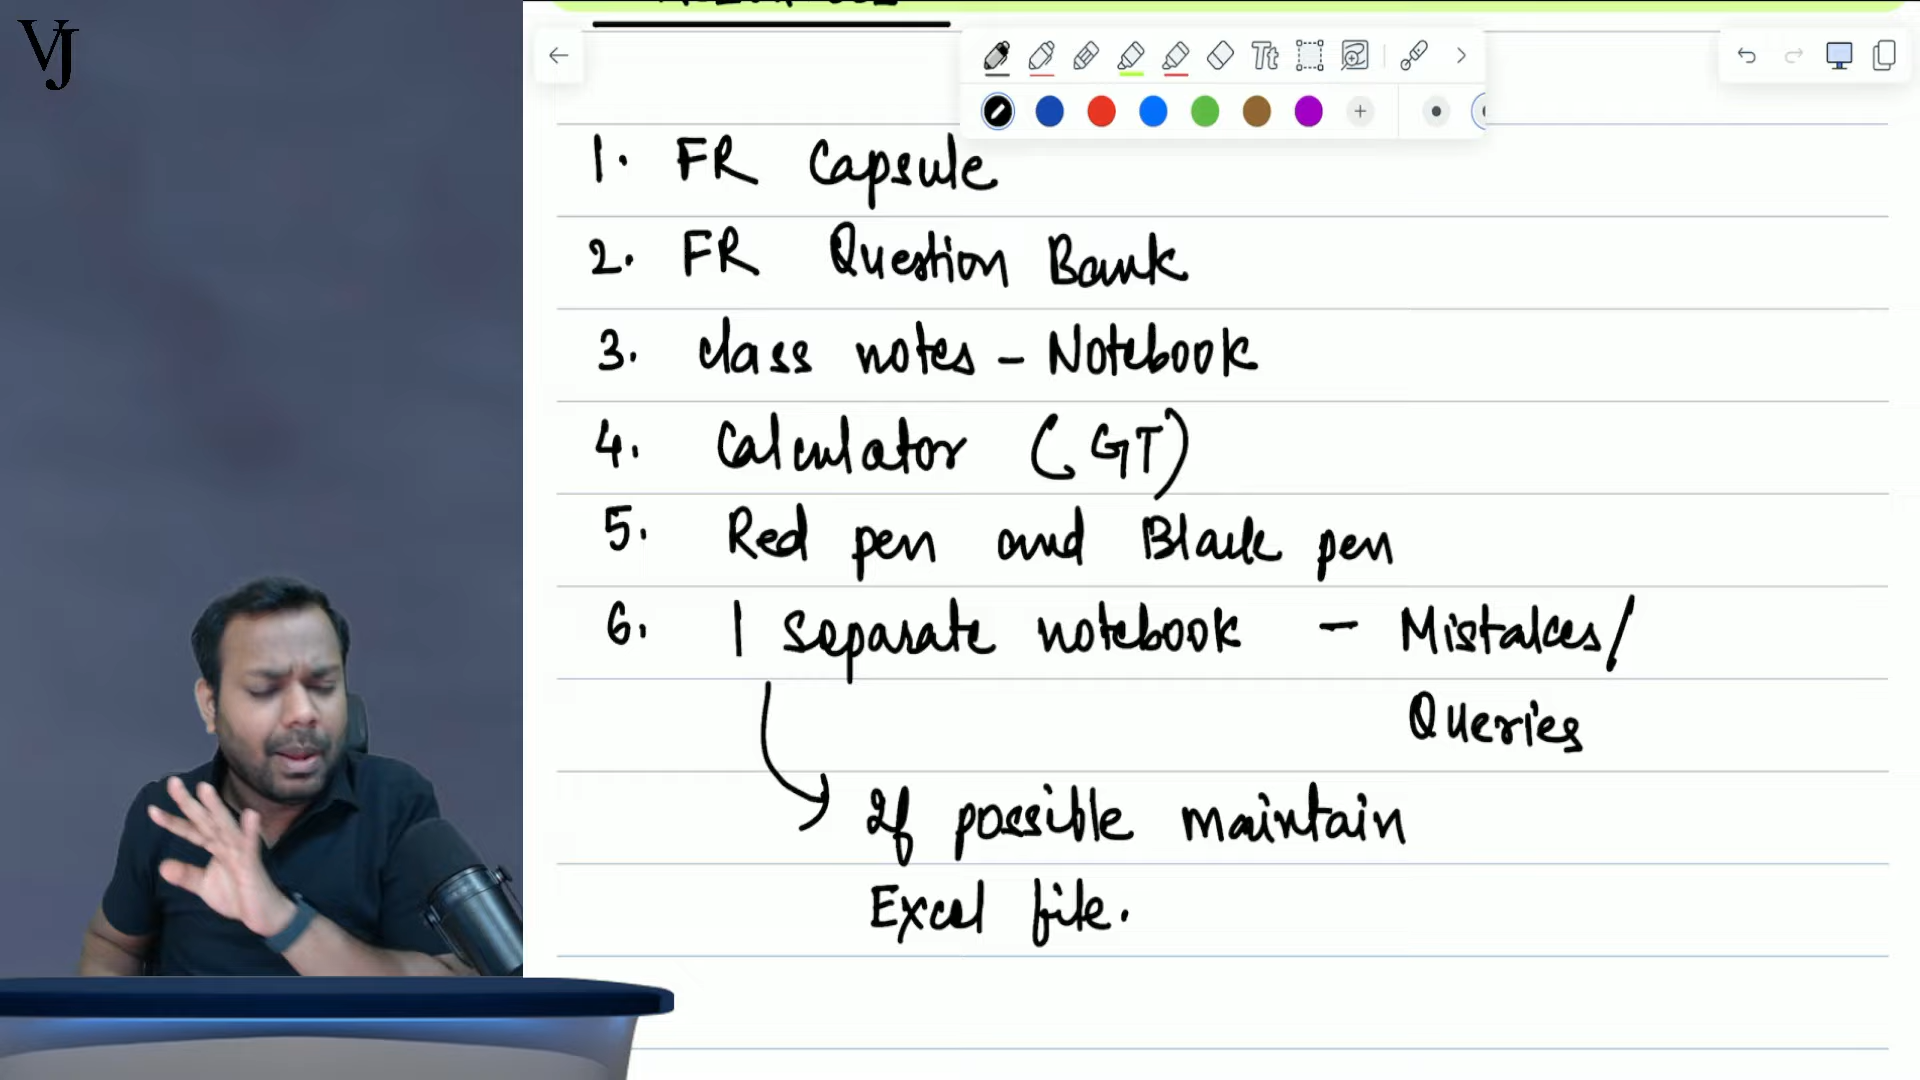 VJ
Tt
1. FR Capsule
2. FR Question Bank
3. Class notes - Notebook
4. Calculator (GT)
5. Red pen and Black pen
6. 1 separate notebook - Mistakes/
Queries
If possible maintain
Excel file.